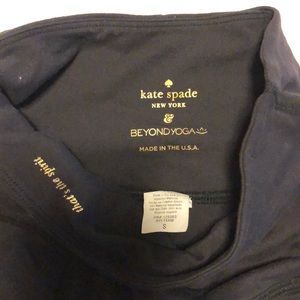 kate spade
NEW YORK
&
BEYOND YOGA
MADE IN THE U.S.A.
that's the spirit
S